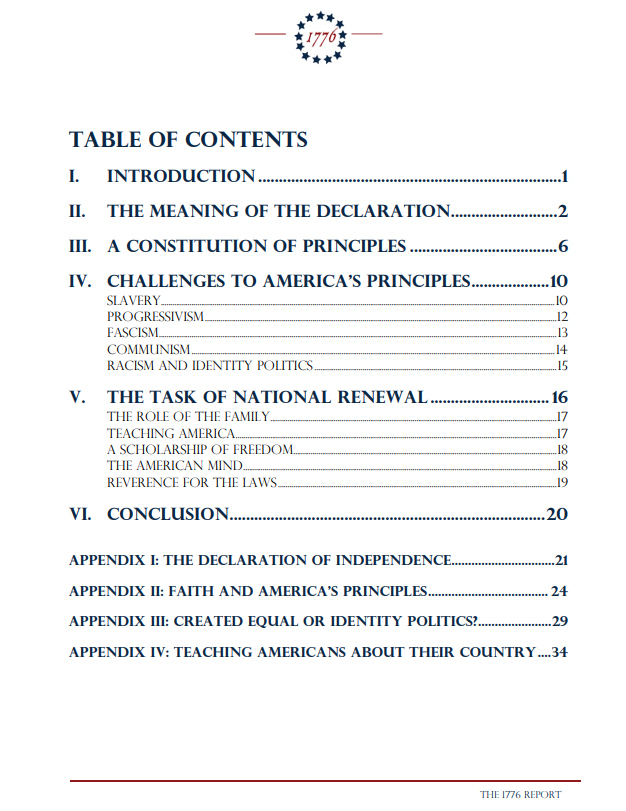 1776
TABLE OF CONTENTS
I. INTRODUCTION..........................................................................1
II. THE MEANING OF THE DECLARATION..........................2
III. A CONSTITUTION OF PRINCIPLES....................................6
IV. CHALLENGES TO AMERICA'S PRINCIPLES...................10
SLAVERY..........................................................................10
PROGRESSIVISM..........................................................................12
FASCISM..........................................................................13
COMMUNISM..........................................................................14
RACISM AND IDENTITY POLITICS..........................................................................15
V. THE TASK OF NATIONAL RENEWAL.............................16
THE ROLE OF THE FAMILY..........................................................................17
TEACHING AMERICA..........................................................................17
A SCHOLARSHIP OF FREEDOM..........................................................................18
THE AMERICAN MIND..........................................................................18
REVERENCE FOR THE LAWS..........................................................................19
VI. CONCLUSION..........................................................................20
APPENDIX I: THE DECLARATION OF INDEPENDENCE...............................21
APPENDIX II: FAITH AND AMERICA'S PRINCIPLES.................................... 24
APPENDIX III: CREATED EQUAL OR IDENTITY POLITICS?......................29
APPENDIX IV: TEACHING AMERICANS ABOUT THEIR COUNTRY....34
THE 1776 REPORT